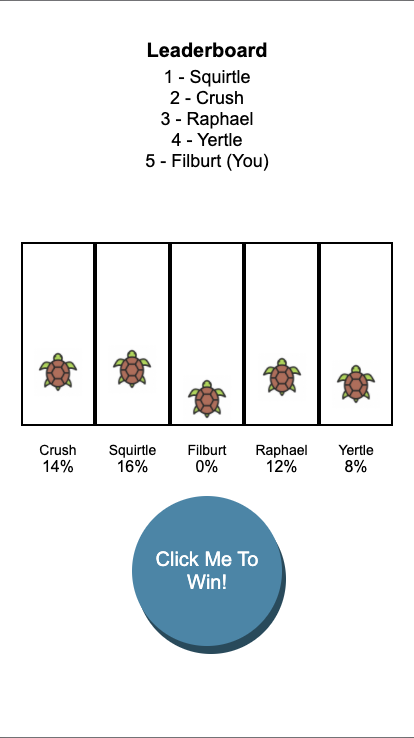 Leaderboard
1 - Squirtle
2 - Crush
3 - Raphael
4 - Yertle
5 - Filburt (You)
Crush Squirtle Filburt Raphael Yertle
14% 16% 0% 12% 8%
Click Me To
Win!